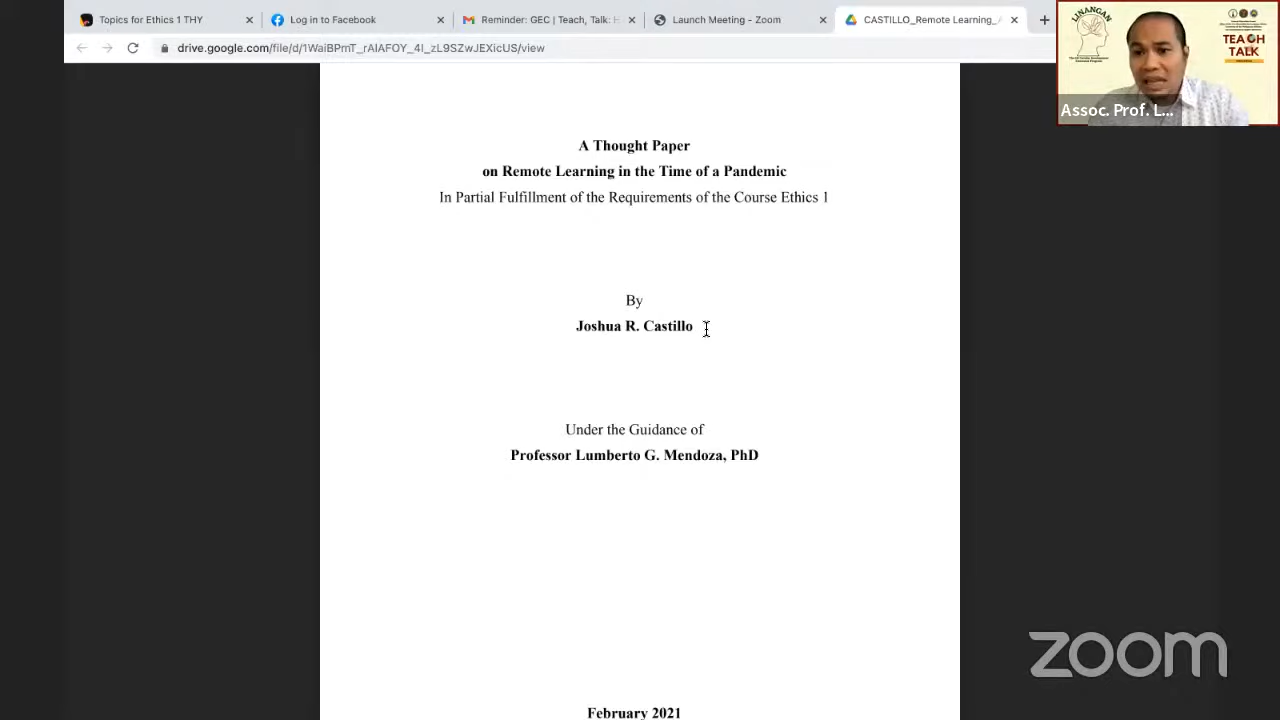 Topics for Ethics 1 THY
Log in to Facebook
Reminder: GEC | Teach, Talk: H
Launch Meeting - Zoom
CASTILLO_Remote Learning_
drive.google.com/file/d/1WaiBPmT_rAIAFOY_4l_zL9SZwJEXicUS/view
LINANGAN
TEACH
TALK
Assoc. Prof. L...
A Thought Paper
on Remote Learning in the Time of a Pandemic
In Partial Fulfillment of the Requirements of the Course Ethics 1
By
Joshua R. Castillo
Under the Guidance of
Professor Lumberto G. Mendoza, PhD
zoom
February 2021